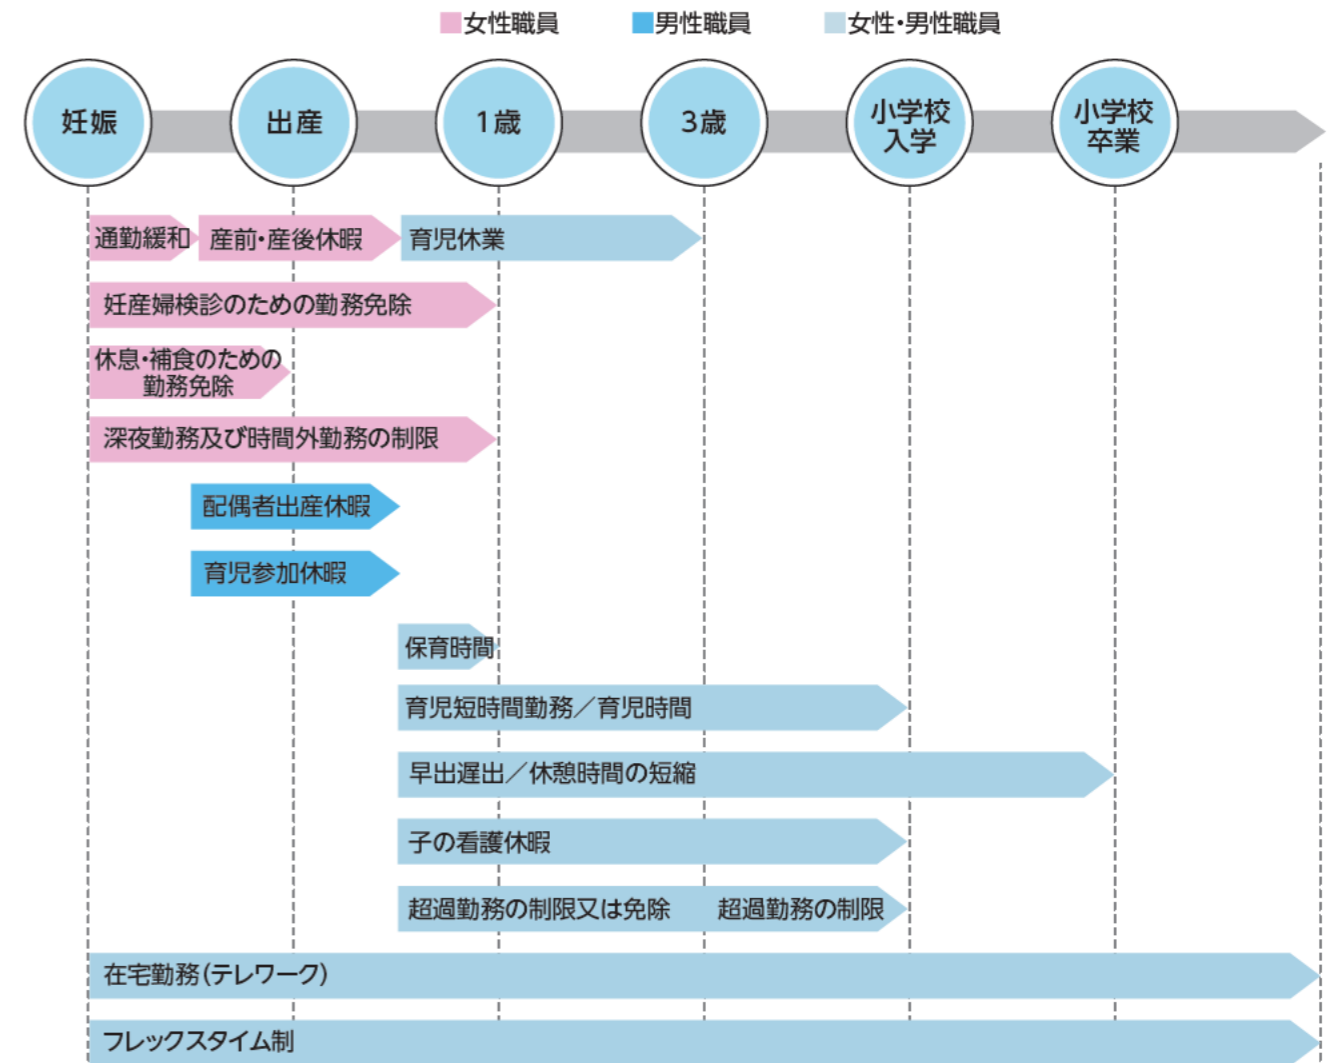 女性職員 男性職員 女性・男性職員
妊娠 出産 1歳 3歳 小学校 小学校
入学 卒業
通勤緩和 産前・産後休暇 育児休業
妊産婦検診のための勤務免除
休息・補食のための
勤務免除
深夜勤務及び時間外勤務の制限
配偶者出産休暇
育児参加休暇
保育時間
育児短時間勤務／育児時間
早出遅出／休憩時間の短縮
子の看護休暇
超過勤務の制限又は免除 超過勤務の制限
在宅勤務(テレワーク)
フレックスタイム制